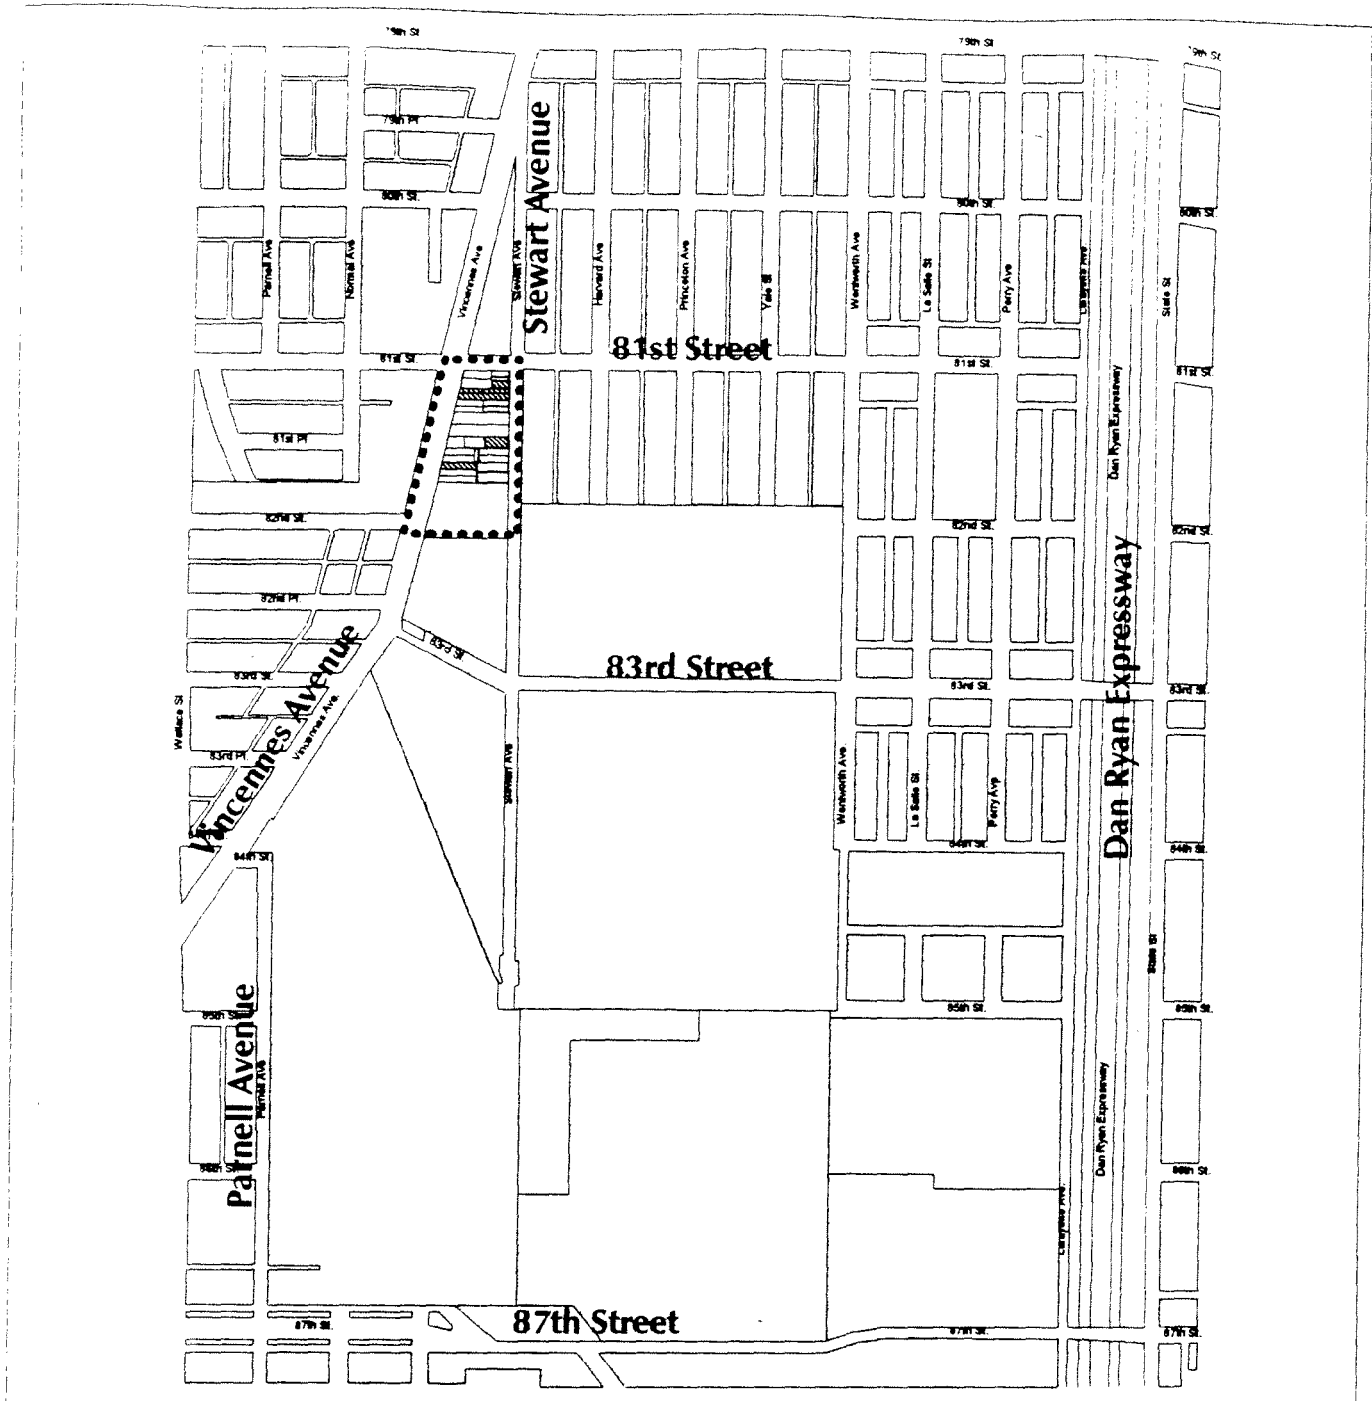 79th St
79th St
79th St
79th Pl
80th St.
80th St.
80th St.
Stewart Avenue
Parnell Ave
Normal Ave
Vincennes Ave
Stewart Ave
Harvard Ave
Princeton Ave
Yale St
Wentworth Ave
La Salle St
Perry Ave
Lafayette Ave
State St
81st St.
81st Street
81st St.
81st St.
81st Pl
Dan Ryan Expressway
82nd St.
82nd St.
82nd St.
82nd Pl.
83rd St.
83rd St.
83rd Street
83rd St.
83rd St.
Wallace St
Vincennes Avenue
Vincennes Ave.
83rd Pl.
Stewart Ave
Wentworth Ave.
La Salle St
Perry Ave
Dan Ryan Expressway
84th St.
84th St.
84th St.
State St
85th St.
85th St.
85th St.
Parnell Avenue
Parnell Ave
Dan Ryan Expressway
86th St.
86th St.
Lafayette Ave.
87th St.
87th Street
87th St.
87th St.